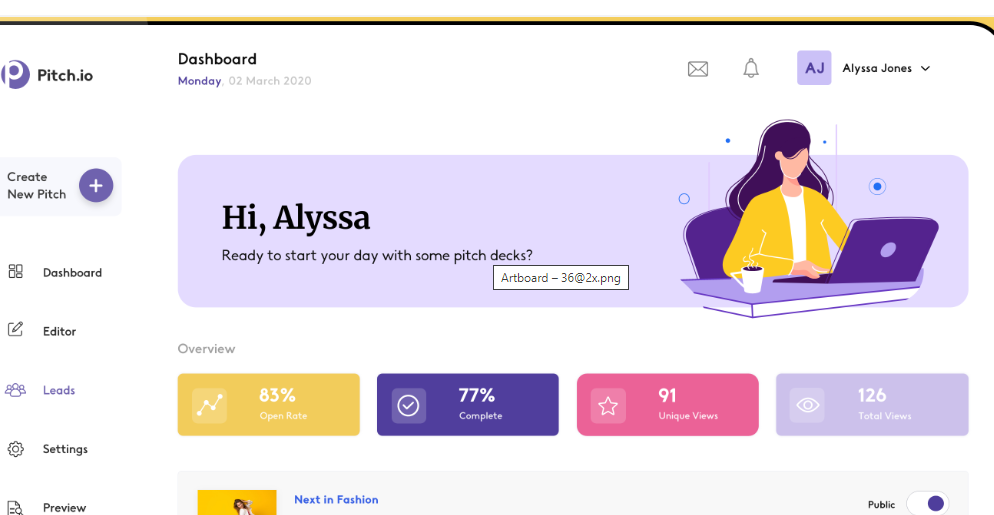 Pitch.io
Dashboard
Monday, 02 March 2020
AJ
Alyssa Jones
Create
New Pitch
Hi, Alyssa
Ready to start your day with some pitch decks?
Artboard – 36@2x.png
Dashboard
Editor
Leads
Settings
Preview
Overview
83%
Open Rate
77%
Complete
91
Unique Views
126
Total Views
Next in Fashion
Public